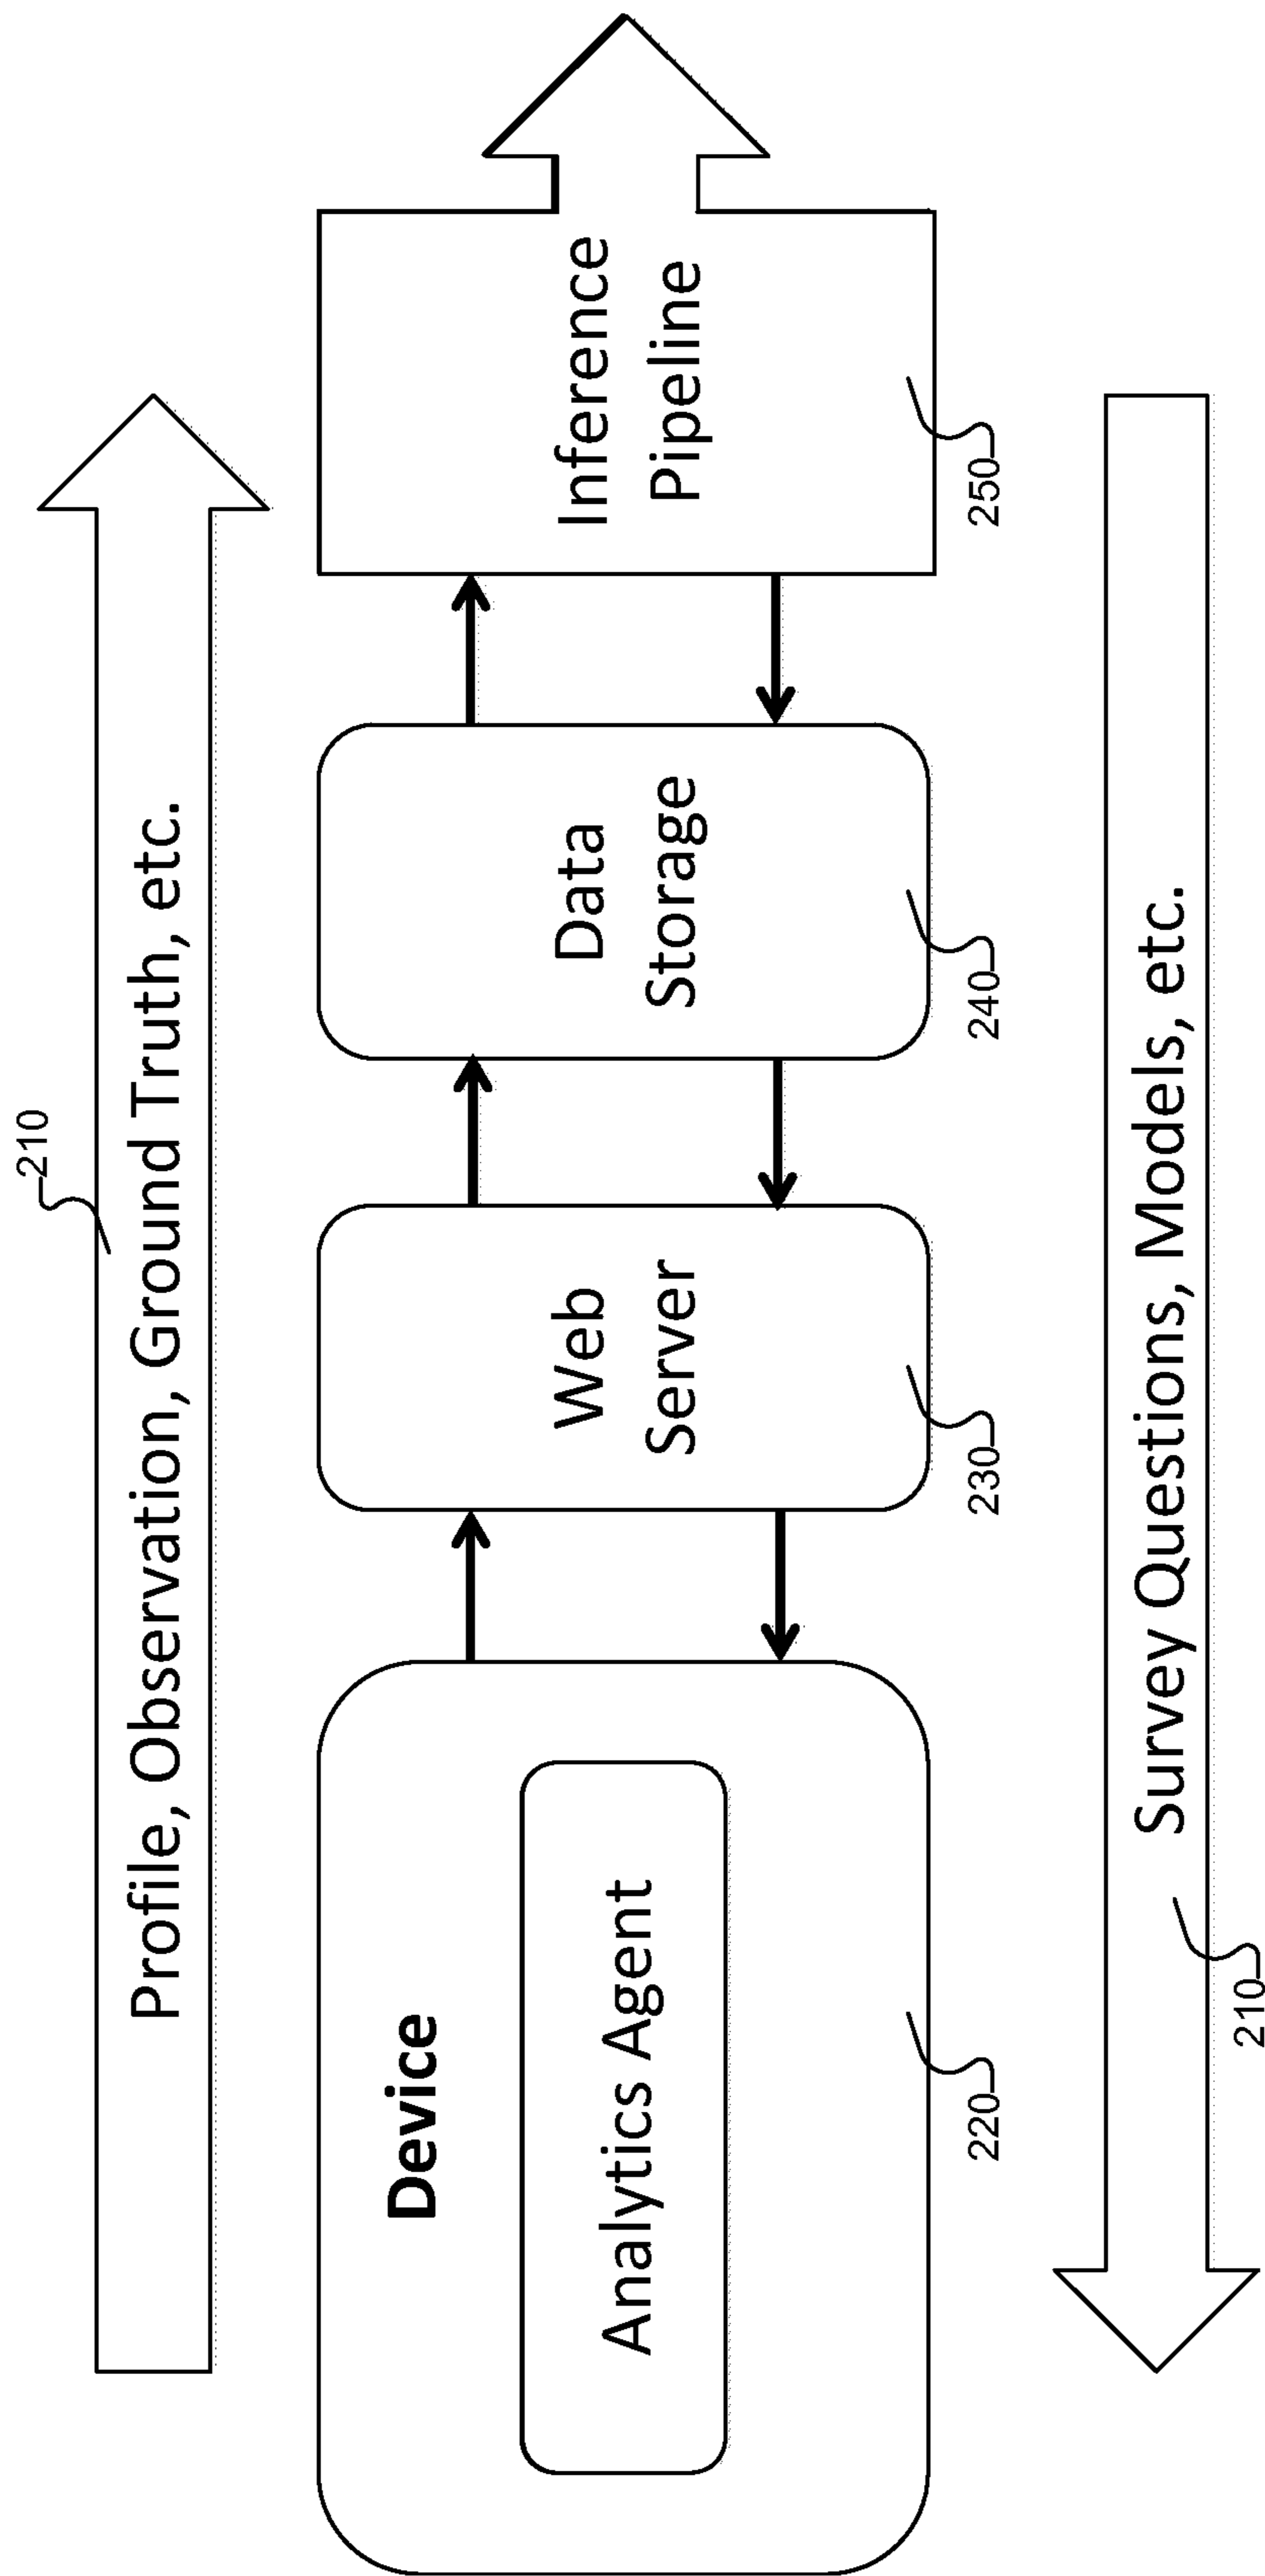 210
Profile, Observation, Ground Truth, etc.
Device
Analytics Agent
220
Web
Server
230
Data
Storage
240
Inference
Pipeline
250
Survey Questions, Models, etc.
210